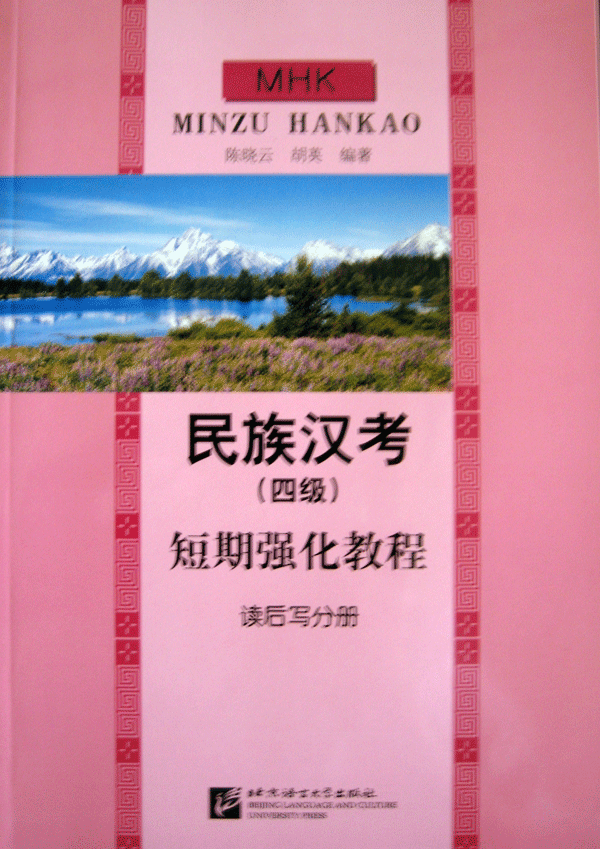 MHK
MINZU HANKAO
陈晓云 胡英 编著
民族汉考
（四级）
短期强化教程
读后写分册
北京语言大学出版社
BEIJING LANGUAGE AND CULTURE
UNIVERSITY PRESS